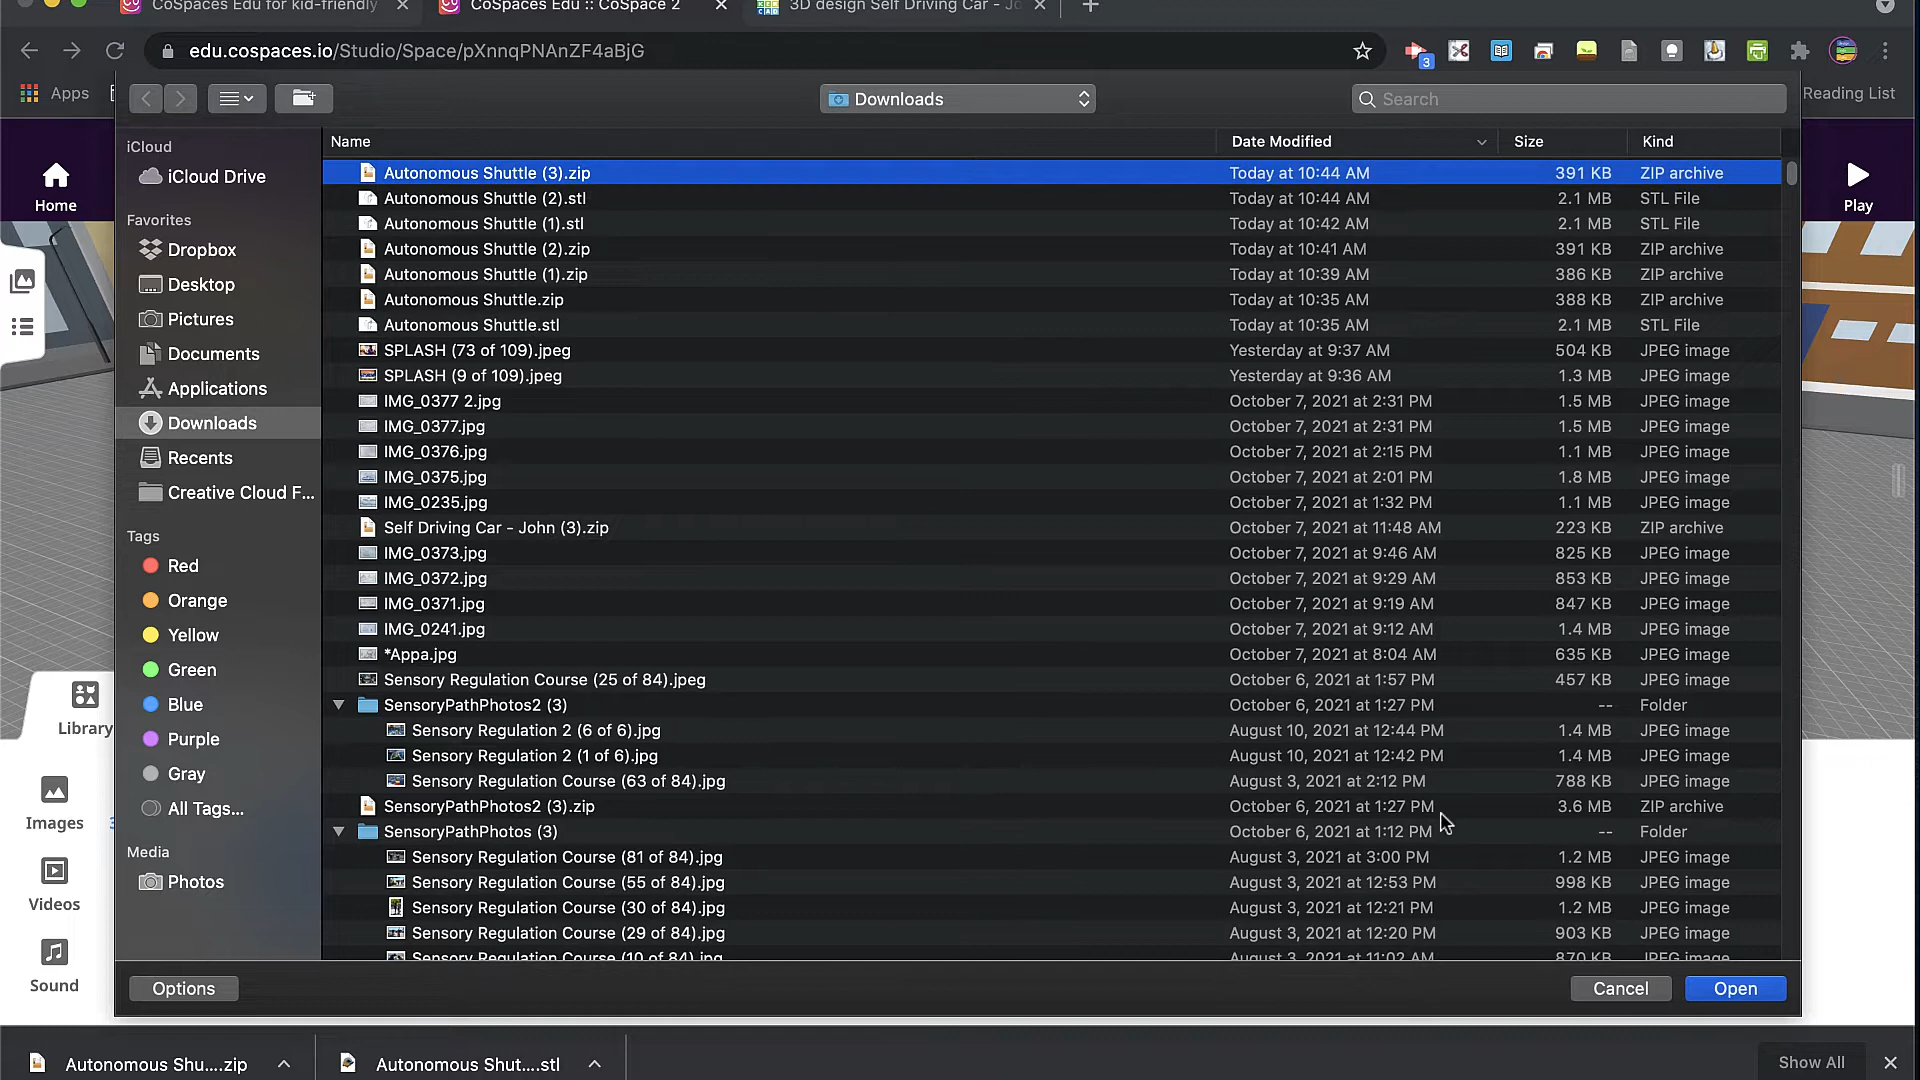 CoSpaces Edu for kid-friendly
CoSpaces Edu :: CoSpace 2
3D design Self Driving Car - Jo
edu.cospaces.io/Studio/Space/pXnnqPNAnZF4aBjG
3
Apps
Reading List
Downloads
Search
Home
Play
Library
Images
Videos
Sound
iCloud
iCloud Drive
Favorites
Dropbox
Desktop
Pictures
Documents
Applications
Downloads
Recents
Creative Cloud F...
Tags
Red
Orange
Yellow
Green
Blue
Purple
Gray
All Tags...
Media
Photos
Name Date Modified Size Kind
Autonomous Shuttle (3).zip Today at 10:44 AM 391 KB ZIP archive
Autonomous Shuttle (2).stl Today at 10:44 AM 2.1 MB STL File
Autonomous Shuttle (1).stl Today at 10:42 AM 2.1 MB STL File
Autonomous Shuttle (2).zip Today at 10:41 AM 391 KB ZIP archive
Autonomous Shuttle (1).zip Today at 10:39 AM 386 KB ZIP archive
Autonomous Shuttle.zip Today at 10:35 AM 388 KB ZIP archive
Autonomous Shuttle.stl Today at 10:35 AM 2.1 MB STL File
SPLASH (73 of 109).jpeg Yesterday at 9:37 AM 504 KB JPEG image
SPLASH (9 of 109).jpeg Yesterday at 9:36 AM 1.3 MB JPEG image
IMG_0377 2.jpg October 7, 2021 at 2:31 PM 1.5 MB JPEG image
IMG_0377.jpg October 7, 2021 at 2:31 PM 1.5 MB JPEG image
IMG_0376.jpg October 7, 2021 at 2:15 PM 1.1 MB JPEG image
IMG_0375.jpg October 7, 2021 at 2:01 PM 1.8 MB JPEG image
IMG_0235.jpg October 7, 2021 at 1:32 PM 1.1 MB JPEG image
Self Driving Car - John (3).zip October 7, 2021 at 11:48 AM 223 KB ZIP archive
IMG_0373.jpg October 7, 2021 at 9:46 AM 825 KB JPEG image
IMG_0372.jpg October 7, 2021 at 9:29 AM 853 KB JPEG image
IMG_0371.jpg October 7, 2021 at 9:19 AM 847 KB JPEG image
IMG_0241.jpg October 7, 2021 at 9:12 AM 1.4 MB JPEG image
*Appa.jpg October 7, 2021 at 8:04 AM 635 KB JPEG image
Sensory Regulation Course (25 of 84).jpeg October 6, 2021 at 1:57 PM 457 KB JPEG image
SensoryPathPhotos2 (3) October 6, 2021 at 1:27 PM -- Folder
Sensory Regulation 2 (6 of 6).jpg August 10, 2021 at 12:44 PM 1.4 MB JPEG image
Sensory Regulation 2 (1 of 6).jpg August 10, 2021 at 12:42 PM 1.4 MB JPEG image
Sensory Regulation Course (63 of 84).jpg August 3, 2021 at 2:12 PM 788 KB JPEG image
SensoryPathPhotos2 (3).zip October 6, 2021 at 1:27 PM 3.6 MB ZIP archive
SensoryPathPhotos (3) October 6, 2021 at 1:12 PM -- Folder
Sensory Regulation Course (81 of 84).jpg August 3, 2021 at 3:00 PM 1.2 MB JPEG image
Sensory Regulation Course (55 of 84).jpg August 3, 2021 at 12:53 PM 998 KB JPEG image
Sensory Regulation Course (30 of 84).jpg August 3, 2021 at 12:21 PM 1.2 MB JPEG image
Sensory Regulation Course (29 of 84).jpg August 3, 2021 at 12:20 PM 903 KB JPEG image
Sensory Regulation Course (10 of 84).jpg August 3, 2021 at 11:02 AM 870 KB JPEG image
Options Cancel Open
Autonomous Shu....zip Autonomous Shut....stl Show All